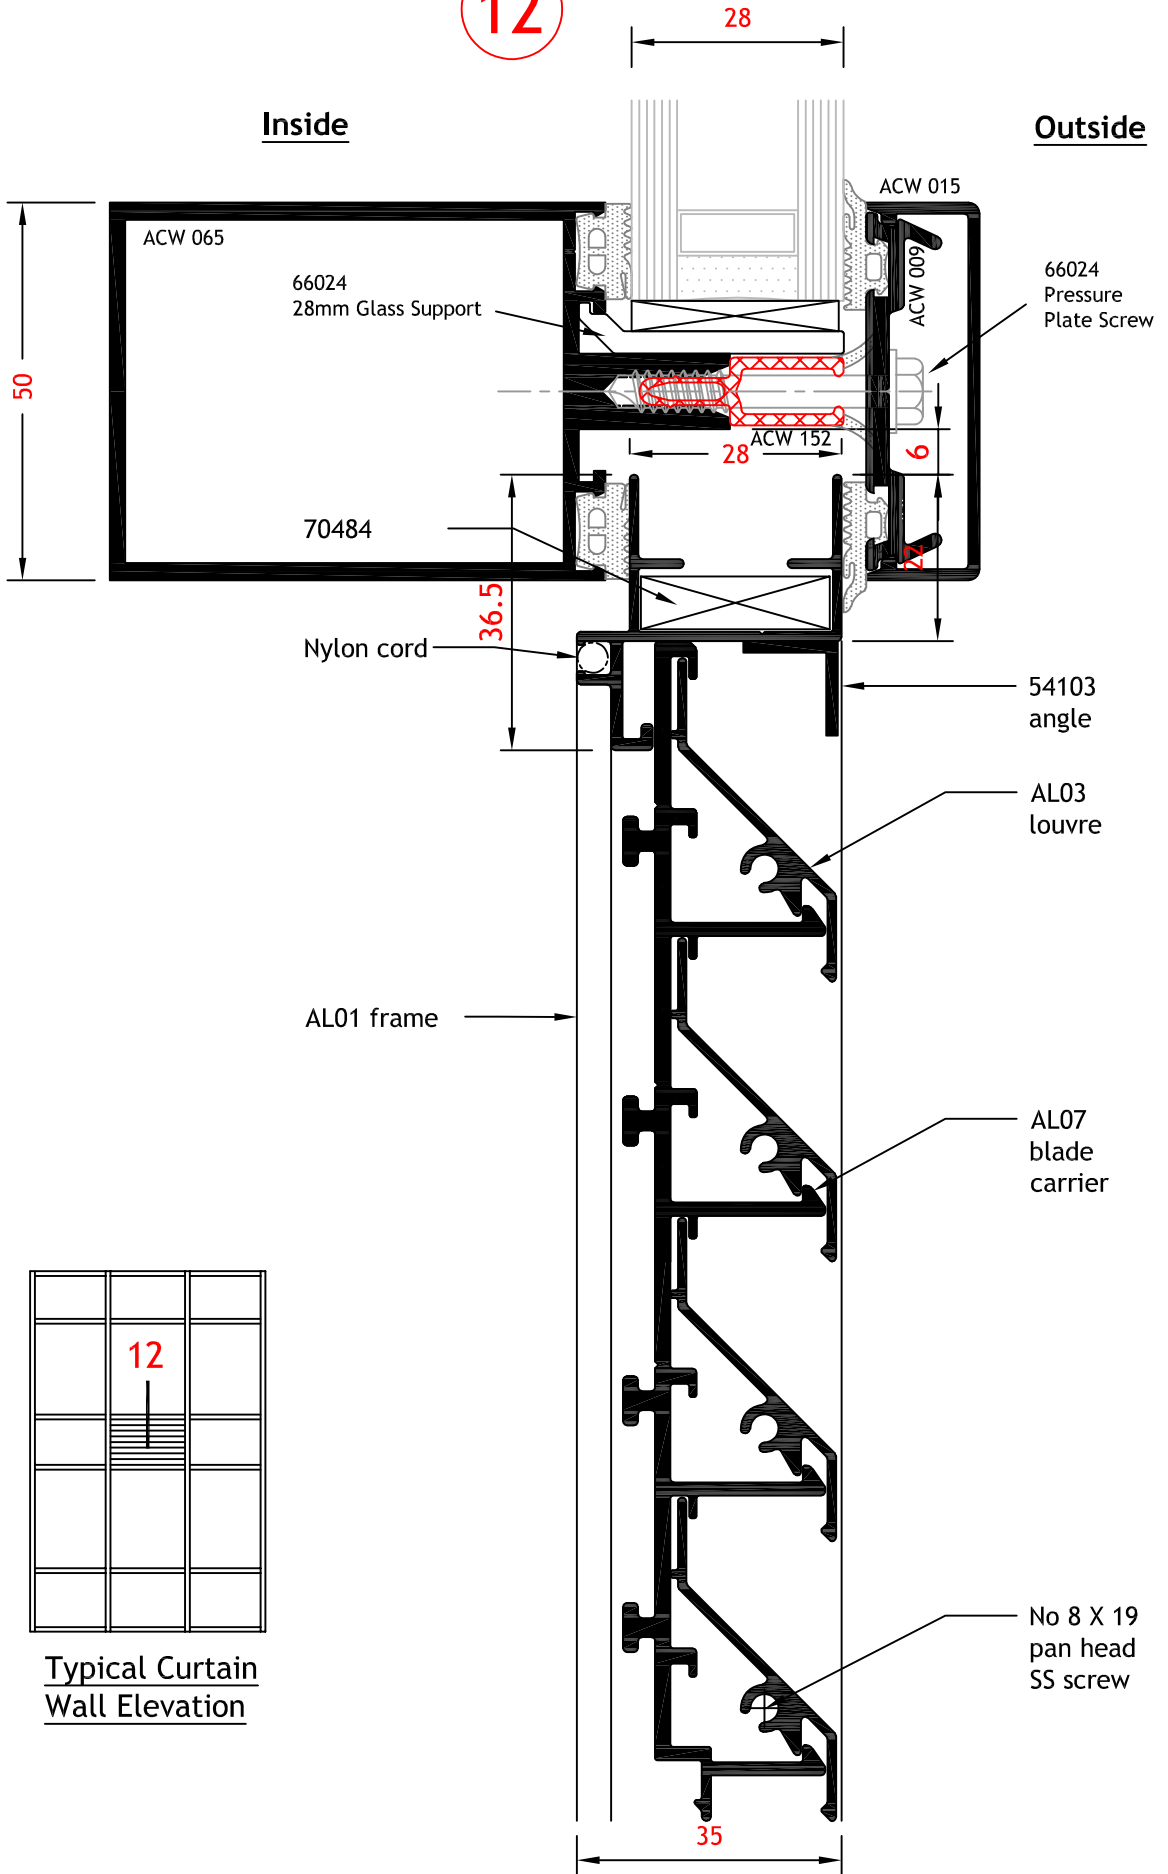 12
28
Inside
Outside
ACW 015
ACW 065
ACW 009
66024
28mm Glass Support
66024
Pressure
Plate Screw
50
ACW 152
28
6
70484
22
36.5
Nylon cord
54103
angle
AL03
louvre
AL01 frame
AL07
blade
carrier
12
No 8 X 19
pan head
SS screw
Typical Curtain
Wall Elevation
35